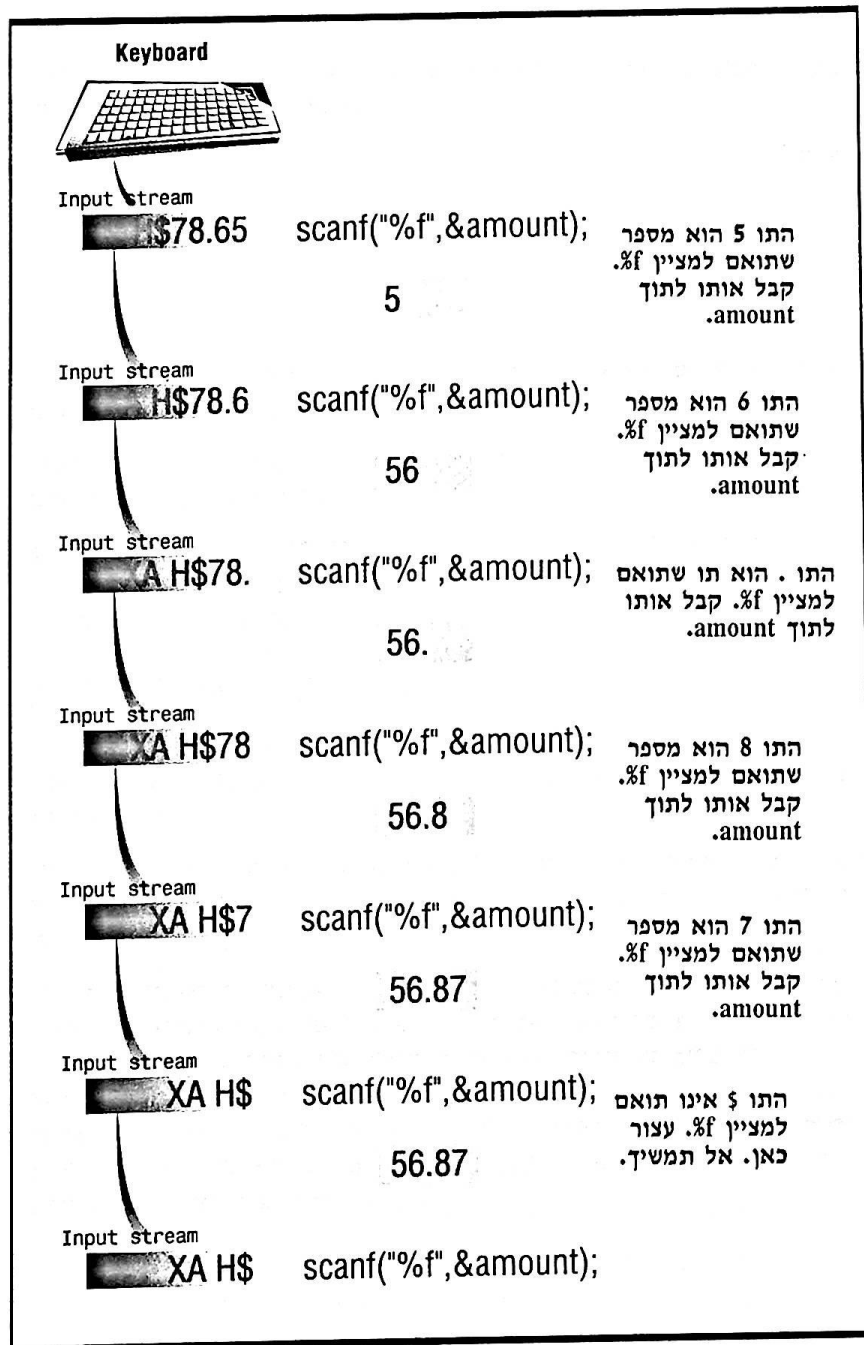 Keyboard
Input stream
$78.65
scanf("%f",&amount);
5
התו 5 הוא מספר
שתואם למציין %f.
קבל אותו לתוך
amount.
Input stream
H$78.6
scanf("%f",&amount);
56
התו 6 הוא מספר
שתואם למציין %f.
קבל אותו לתוך
amount.
Input stream
A H$78.
scanf("%f",&amount);
56.
התו . הוא תו שתואם
למציין %f. קבל אותו
לתוך amount.
Input stream
XA H$78
scanf("%f",&amount);
56.8
התו 8 הוא מספר
שתואם למציין %f.
קבל אותו לתוך
amount.
Input stream
XA H$7
scanf("%f",&amount);
56.87
התו 7 הוא מספר
שתואם למציין %f.
קבל אותו לתוך
amount.
Input stream
XA H$
scanf("%f",&amount);
56.87
התו $ אינו תואם
למציין %f. עצור
כאן. אל תמשיך.
Input stream
XA H$
scanf("%f",&amount);